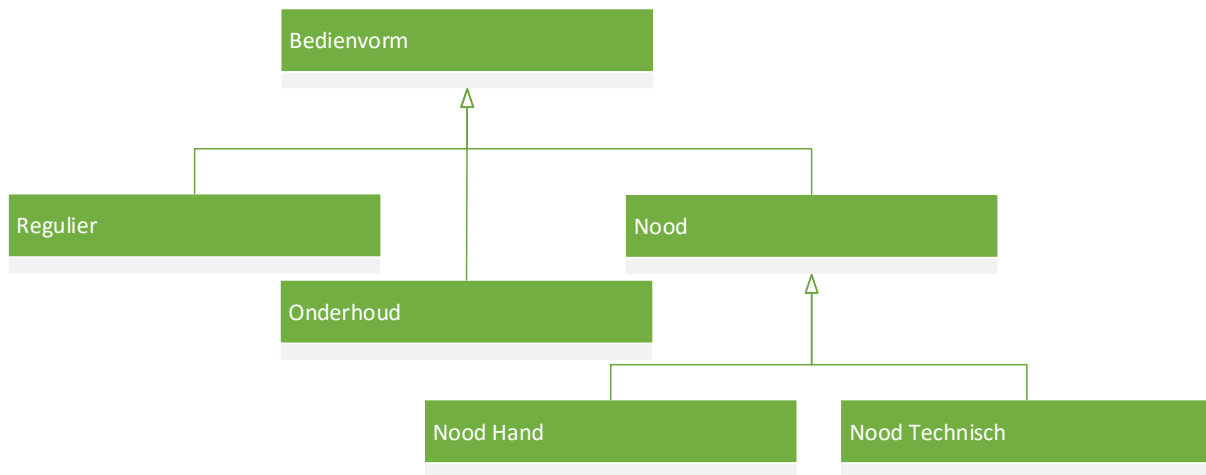 Bedienvorm
Regulier
Nood
Onderhoud
Nood Hand
Nood Technisch